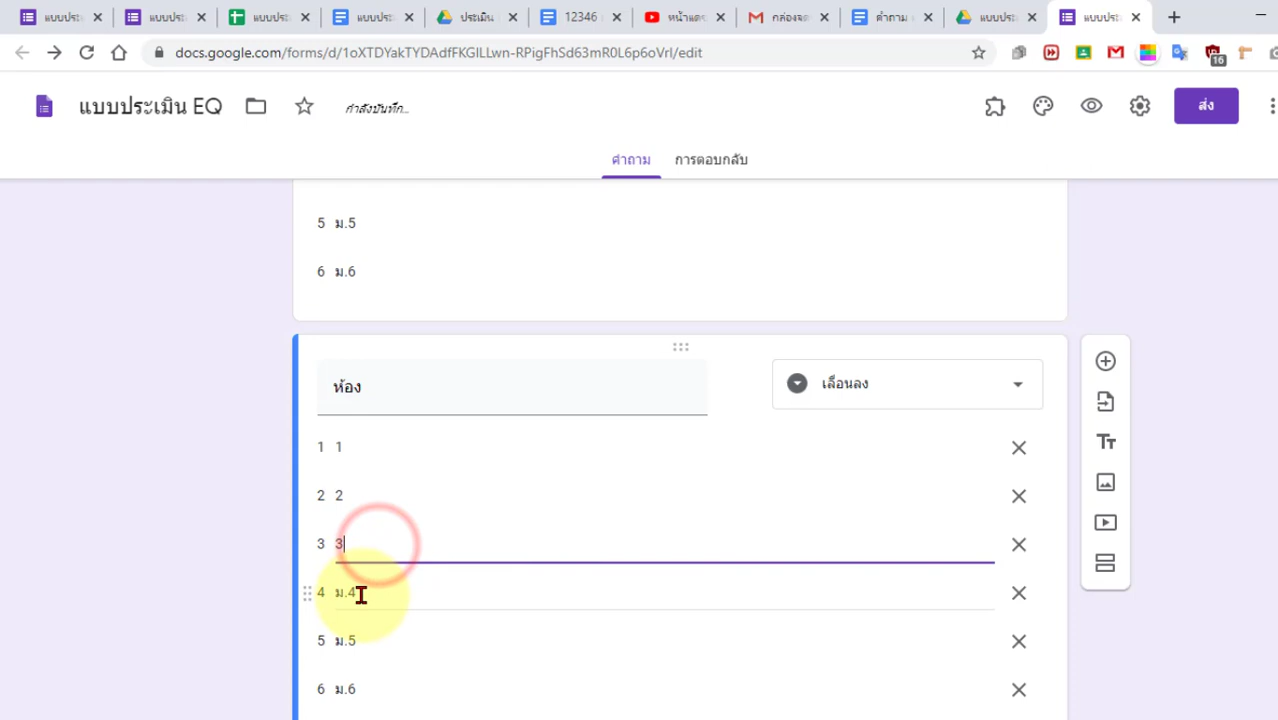 แบบประ
แบบประ
แบบประ
แบบประ
ประเมิน
12346
หน้าแดช
กล่องจด
คำถาม
แบบประ
แบบประ
docs.google.com/forms/d/1oXTDYakTYDAdfFKGlLLwn-RPigFhSd63mR0L6p6oVrI/edit
16
แบบประเมิน EQ
กำลังบันทึก...
ส่ง
คำถาม
การตอบกลับ
5 ม.5
6 ม.6
ห้อง
เลื่อนลง
1 1
2 2
3 3
4 ม.4
5 ม.5
6 ม.6